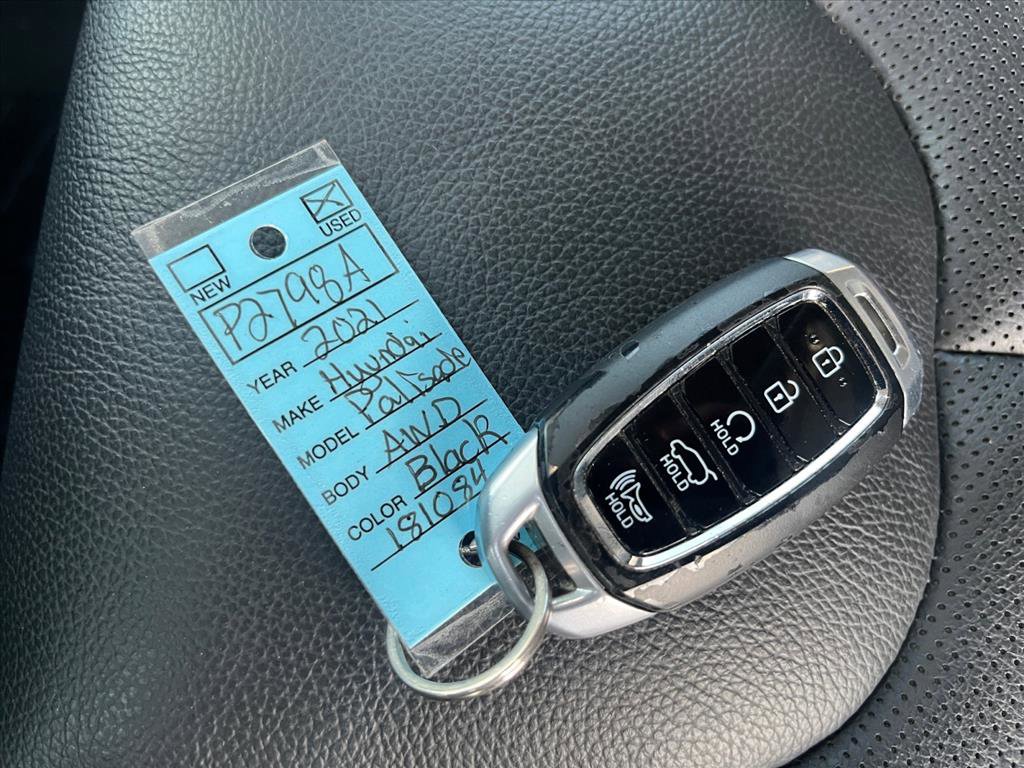 NEW
USED
P2798A
YEAR 2021
MAKE Hyundai
MODEL Palisade
BODY AWD
COLOR Black
181084
HOLD
HOLD
HOLD